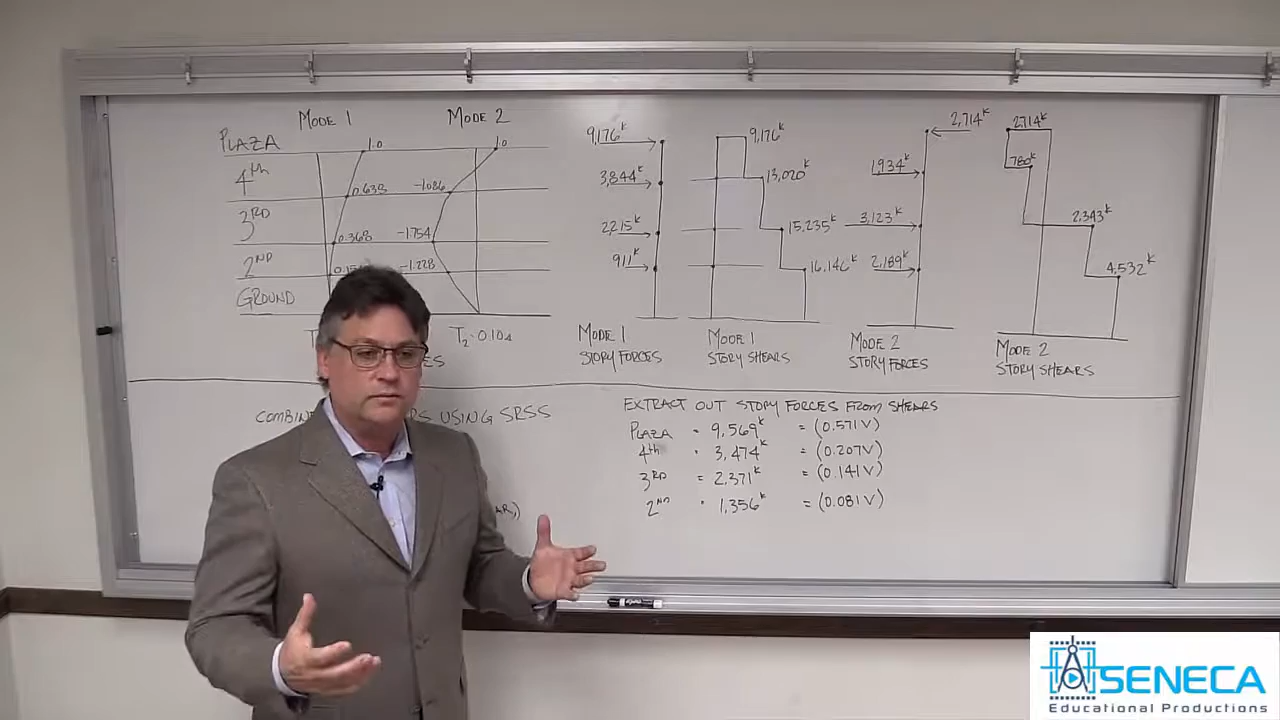 MODE 1
MODE 2
PLAZA
1.0
1.0
4th
0.638
-1.086
3RD
0.368
-1.754
2ND
-1.228
GROUND
T2=0.104
9,176k
3,844k
2,215k
911k
MODE 1
STORY FORCES
9,176k
13,020k
15,235k
16,146k
MODE 1
STORY SHEARS
2,714k
1,934k
3,123k
2,189k
MODE 2
STORY FORCES
2,714k
780k
2,343k
4,532k
MODE 2
STORY SHEARS
USING SRSS
EXTRACT OUT STORY FORCES FROM SHEARS
PLAZA = 9,569k = (0.571V)
4th = 3,474k = (0.207V)
3RD = 2,371k = (0.141V)
2ND = 1,356k = (0.081V)
SENECA
Educational Productions